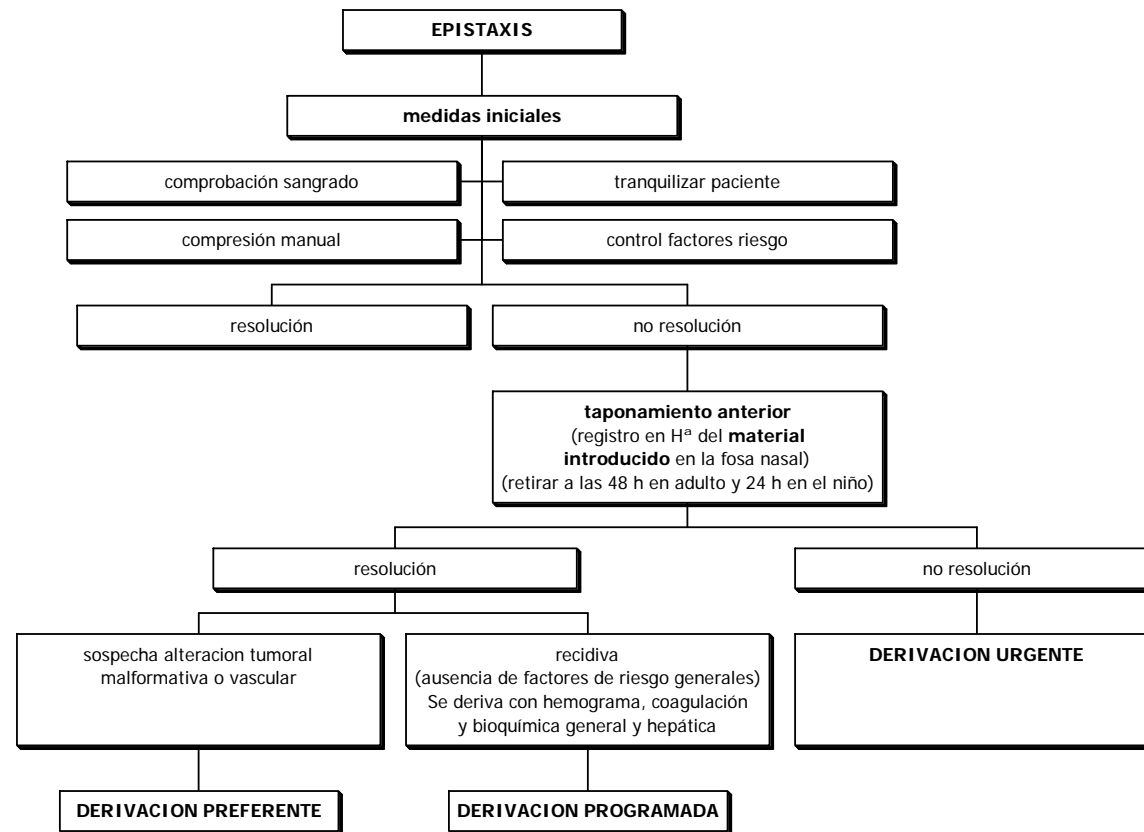 EPISTAXIS
medidas iniciales
comprobación sangrado
tranquilizar paciente
compresión manual
control factores riesgo
resolución
no resolución
taponamiento anterior
(registro en Hª del material
introducido en la fosa nasal)
(retirar a las 48 h en adulto y 24 h en el niño)
resolución
no resolución
sospecha alteracion tumoral
malformativa o vascular
recidiva
(ausencia de factores de riesgo generales)
Se deriva con hemograma, coagulación
y bioquímica general y hepática
DERIVACION URGENTE
DERIVACION PREFERENTE
DERIVACION PROGRAMADA